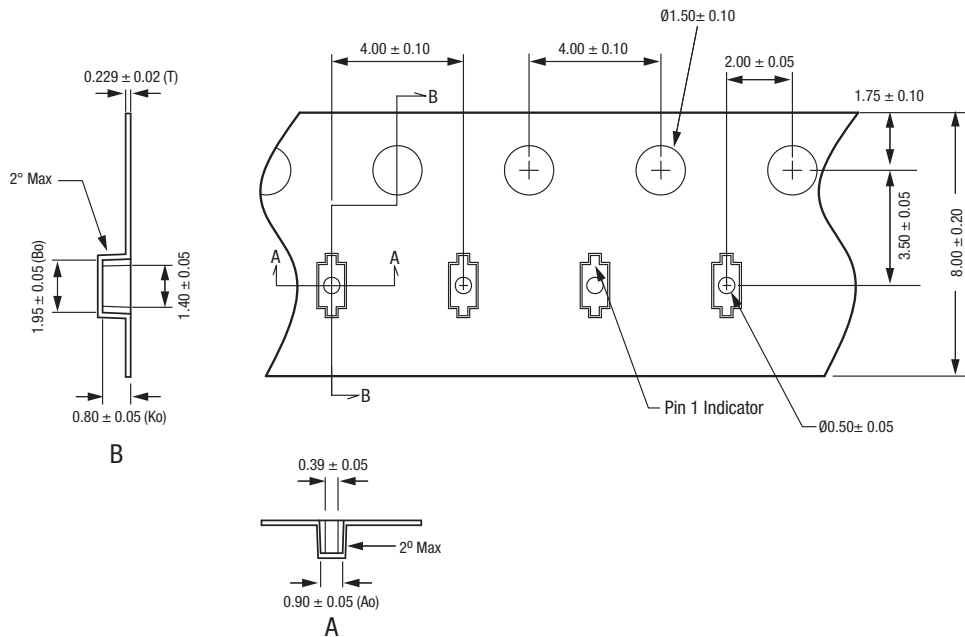 Ø1.50± 0.10
4.00 ± 0.10
4.00 ± 0.10
2.00 ± 0.05
0.229 ± 0.02 (T)
B
1.75 ± 0.10
2° Max
3.50 ± 0.05
8.00 ± 0.20
A
A
1.95 ± 0.05 (Bo)
1.40 ± 0.05
B
Pin 1 Indicator
0.80 ± 0.05 (Ko)
Ø0.50± 0.05
B
0.39 ± 0.05
2º Max
0.90 ± 0.05 (Ao)
A